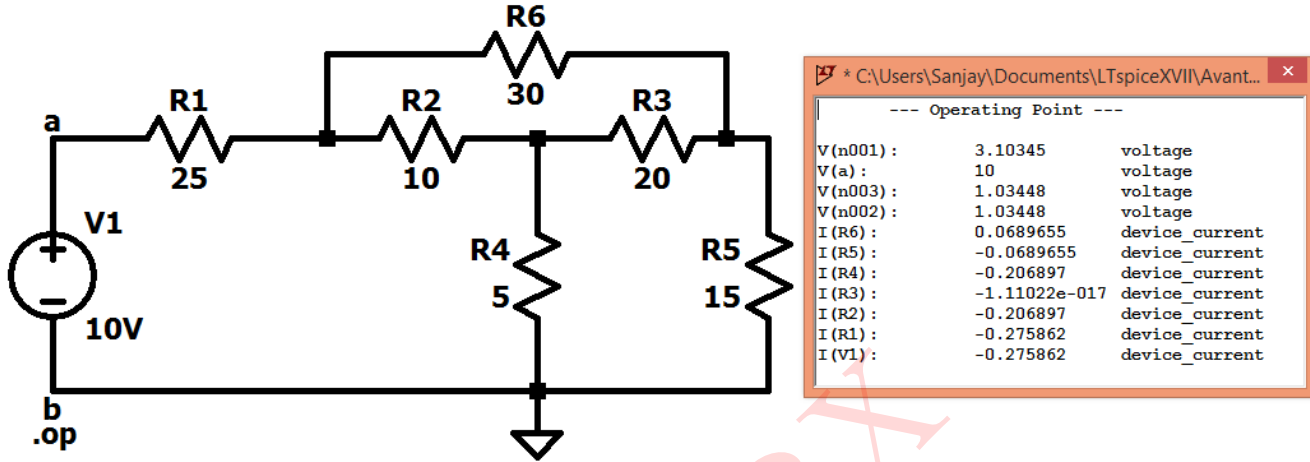 R6
30
a
R1
25
R2
10
R3
20
V1
10V
R4
5
R5
15
b
.op
* C:\Users\Sanjay\Documents\LTspiceXVII\Avant...
--- Operating Point ---
V(n001): 3.10345 voltage
V(a): 10 voltage
V(n003): 1.03448 voltage
V(n002): 1.03448 voltage
I(R6): 0.0689655 device_current
I(R5): -0.0689655 device_current
I(R4): -0.206897 device_current
I(R3): -1.11022e-017 device_current
I(R2): -0.206897 device_current
I(R1): -0.275862 device_current
I(V1): -0.275862 device_current